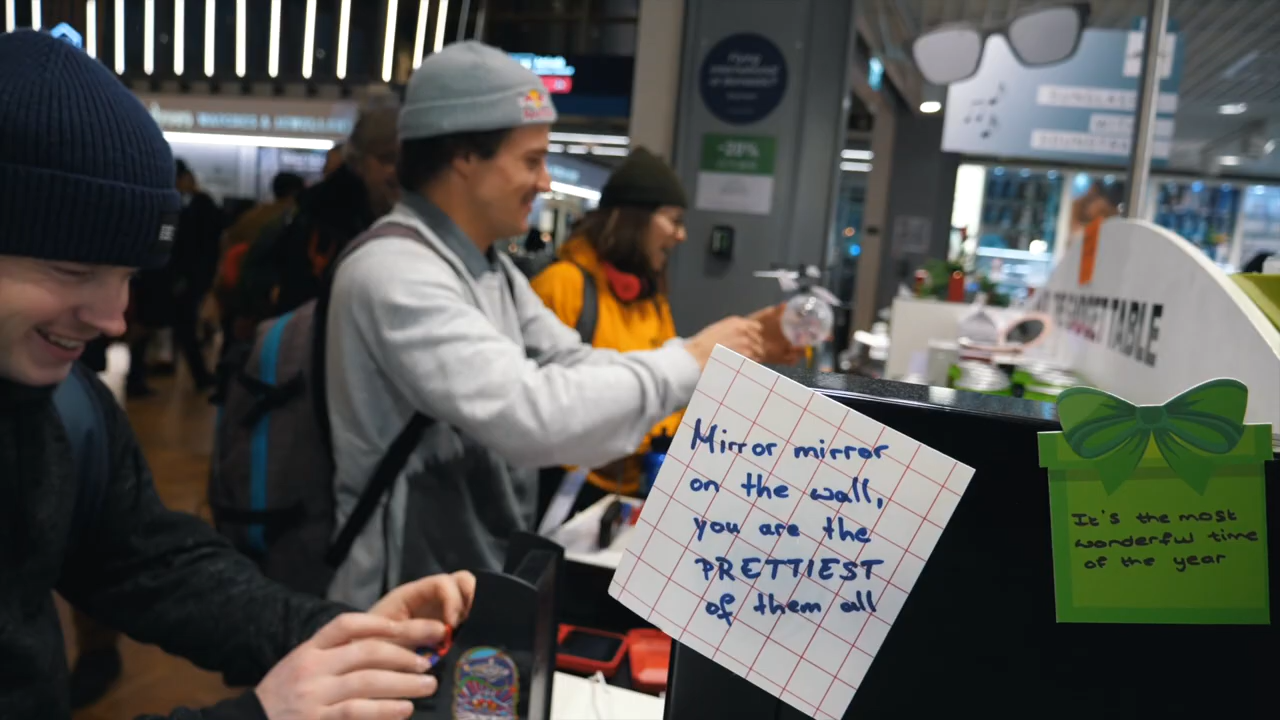 -20%
SUNGLASS
THE GADGET TABLE
Mirror mirror
on the wall,
you are the
PRETTIEST
of them all
It's the most
wonderful time
of the year